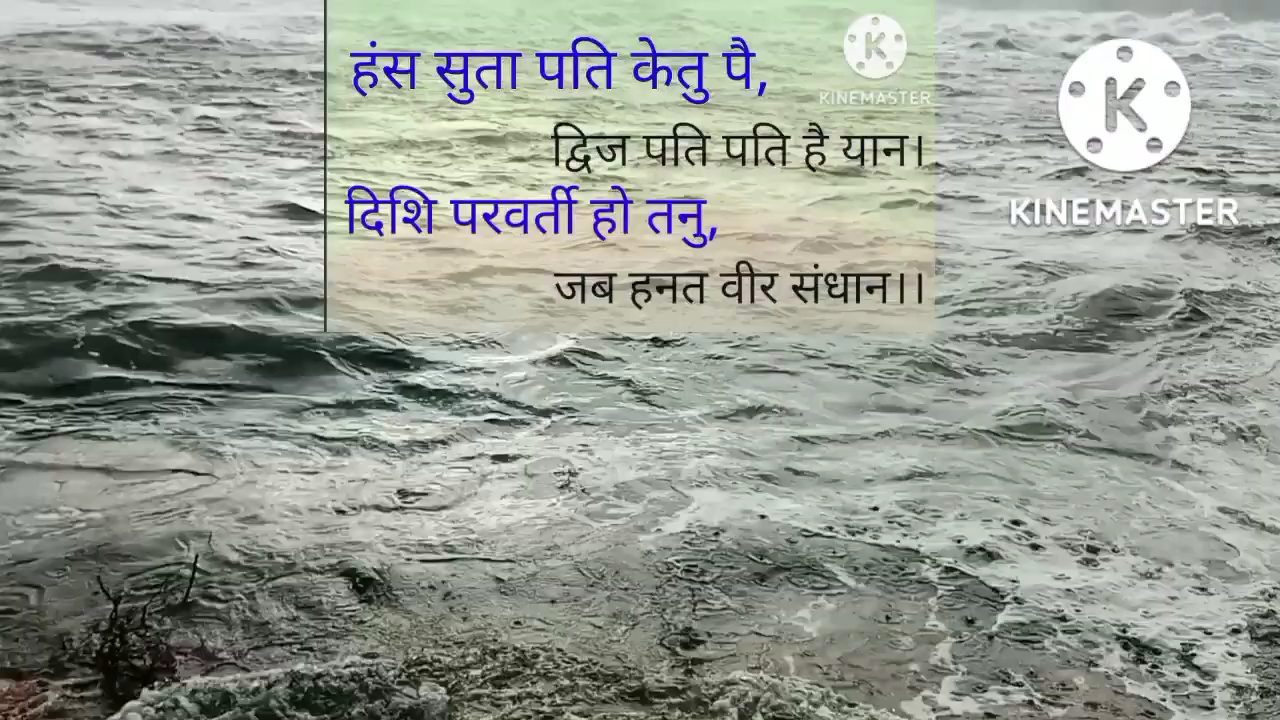 हंस सुता पति केतु पै,
द्विज पति पति है यान।
दिशि परवर्ती हो तनु,
जब हनत वीर संधान।।
KINEMASTER
KINEMASTER